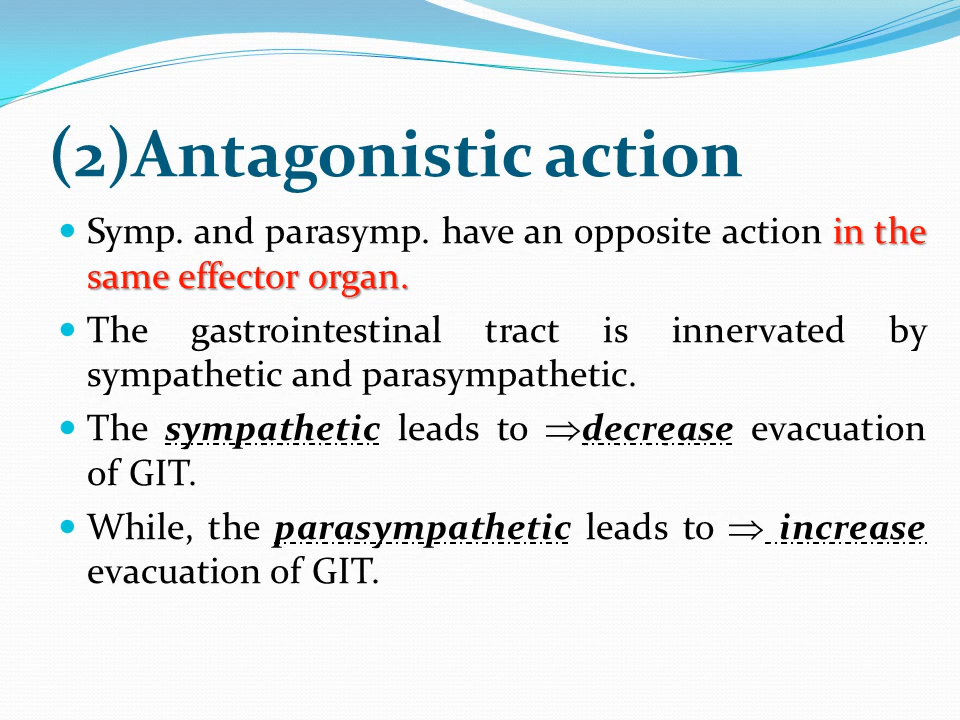 (2)Antagonistic action
Symp. and parasymp. have an opposite action in the
same effector organ.
The gastrointestinal tract is innervated by
sympathetic and parasympathetic.
The sympathetic leads to ⇒decrease evacuation
of GIT.
While, the parasympathetic leads to ⇒ increase
evacuation of GIT.